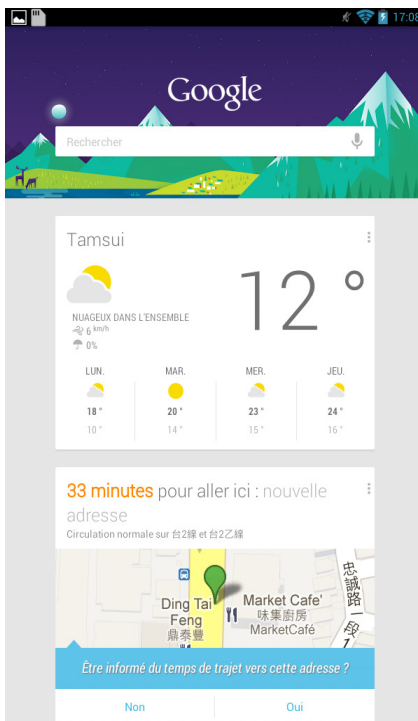 17:08
Google
Rechercher
Tamsui
12 °
NUAGEUX DANS L'ENSEMBLE
6 km/h
0%
LUN. MAR. MER. JEU.
18 ° 20 ° 23 ° 24 °
10 ° 14 ° 15 ° 16 °
33 minutes pour aller ici : nouvelle
adresse
Circulation normale sur 台2線 et 台2乙線
忠誠路一段
Ding Tai
Feng
鼎泰豐
Market Cafe'
味集廚房
MarketCafé
1
Être informé du temps de trajet vers cette adresse ?
Non Oui